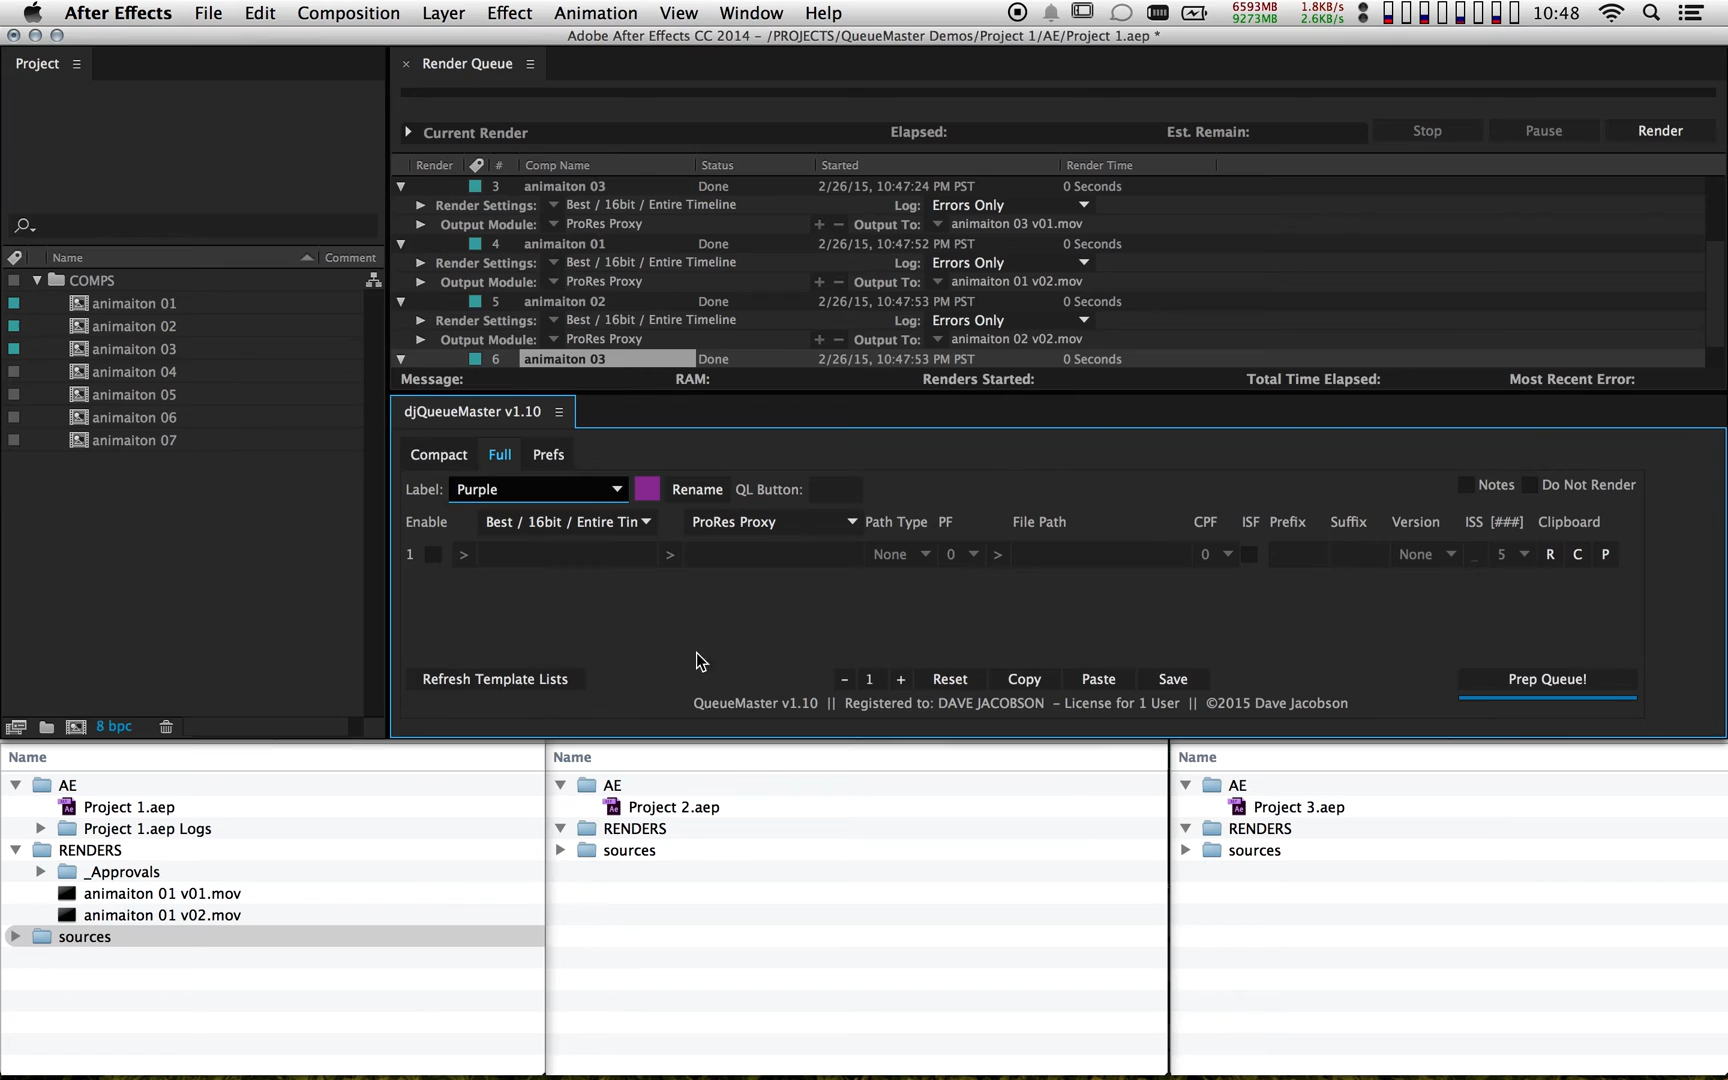 After Effects File Edit Composition Layer Effect Animation View Window Help 6593MB 9273MB 1.8KB/s 2.6KB/s 10:48
Adobe After Effects CC 2014 – /PROJECTS/QueueMaster Demos/Project 1/AE/Project 1.aep *
Project
Name Comment
COMPS
animaiton 01
animaiton 02
animaiton 03
animaiton 04
animaiton 05
animaiton 06
animaiton 07
8 bpc
× Render Queue
Current Render Elapsed: Est. Remain: Stop Pause Render
Render # Comp Name Status Started Render Time
3 animaiton 03 Done 2/26/15, 10:47:24 PM PST 0 Seconds
Render Settings: Best / 16bit / Entire Timeline Log: Errors Only
Output Module: ProRes Proxy + – Output To: animaiton 03 v01.mov
4 animaiton 01 Done 2/26/15, 10:47:52 PM PST 0 Seconds
Render Settings: Best / 16bit / Entire Timeline Log: Errors Only
Output Module: ProRes Proxy + – Output To: animaiton 01 v02.mov
5 animaiton 02 Done 2/26/15, 10:47:53 PM PST 0 Seconds
Render Settings: Best / 16bit / Entire Timeline Log: Errors Only
Output Module: ProRes Proxy + – Output To: animaiton 02 v02.mov
6 animaiton 03 Done 2/26/15, 10:47:53 PM PST 0 Seconds
Message: RAM: Renders Started: Total Time Elapsed: Most Recent Error:
djQueueMaster v1.10
Compact Full Prefs
Label: Purple Rename QL Button: Notes Do Not Render
Enable Best / 16bit / Entire Tin ProRes Proxy Path Type PF File Path CPF ISF Prefix Suffix Version ISS [###] Clipboard
1 > > None 0 > 0 None _ 5 R C P
Refresh Template Lists – 1 + Reset Copy Paste Save Prep Queue!
QueueMaster v1.10 || Registered to: DAVE JACOBSON – License for 1 User || ©2015 Dave Jacobson
Name
AE
Project 1.aep
Project 1.aep Logs
RENDERS
_Approvals
animaiton 01 v01.mov
animaiton 01 v02.mov
sources
Name
AE
Project 2.aep
RENDERS
sources
Name
AE
Project 3.aep
RENDERS
sources